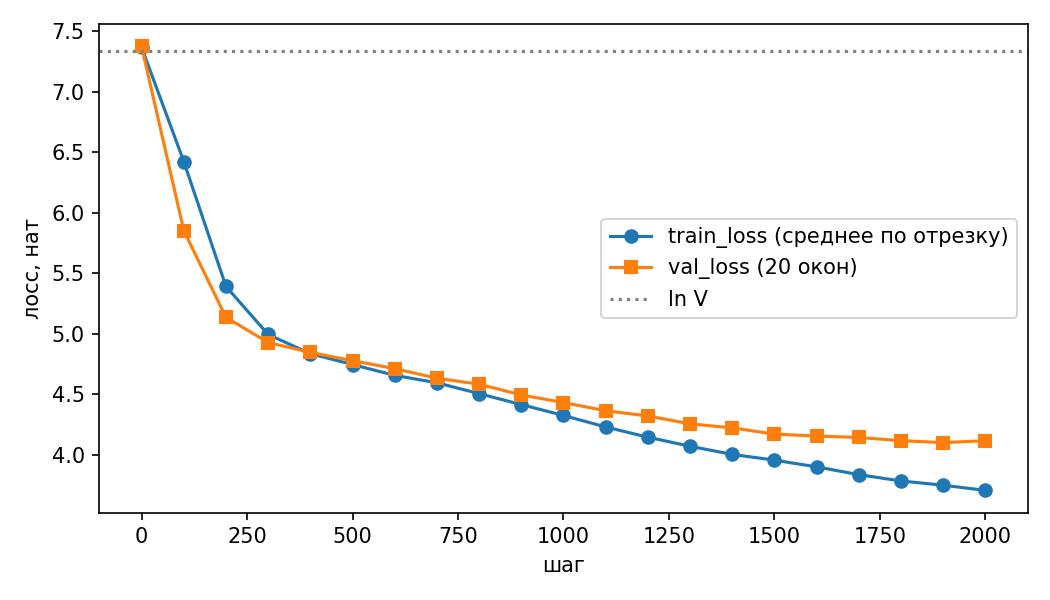 7.5
7.0
6.5
6.0
5.5
5.0
4.5
4.0
лосс, нат
train_loss (среднее по отрезку)
val_loss (20 окон)
ln V
0 250 500 750 1000 1250 1500 1750 2000
шаг